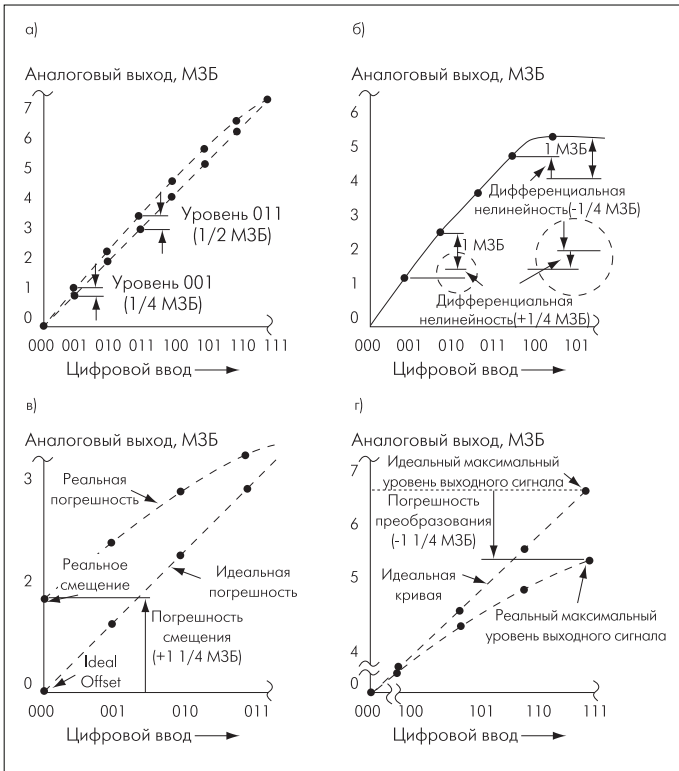 а)
Аналоговый выход, МЗБ
7
6
5
4
3
2
1
0
Уровень 011
(1/2 МЗБ)
Уровень 001
(1/4 МЗБ)
000 001 010 011 100 101 110 111
Цифровой ввод
б)
Аналоговый выход, МЗБ
6
5
4
3
2
1
0
1 МЗБ
Дифференциальная
нелинейность(-1/4 МЗБ)
1 МЗБ
Дифференциальная
нелинейность(+1/4 МЗБ)
000 001 010 011 100 101
Цифровой ввод
в)
Аналоговый выход, МЗБ
3
2
0
Реальная
погрешность
Реальное
смещение
Идеальная
погрешность
Погрешность
смещения
(+1 1/4 МЗБ)
Ideal
Offset
000 001 010 011
Цифровой ввод
г)
Аналоговый выход, МЗБ
7
6
5
4
0
Идеальный максимальный
уровень выходного сигнала
Погрешность
преобразования
(-1 1/4 МЗБ)
Идеальная
кривая
Реальный максимальный
уровень выходного сигнала
000 100 101 110 111
Цифровой ввод